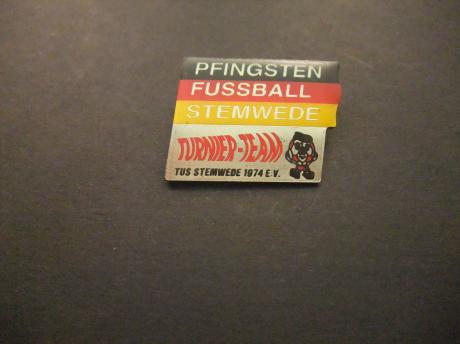 PFINGSTEN
FUSSBALL
STEMWEDE
TURNIER-TEAM
TUS STEMWEDE 1974 E.V.